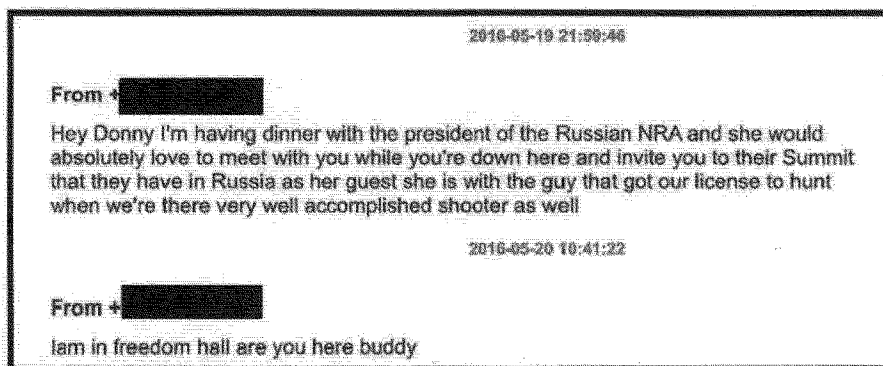 2016-05-19 21:59:46
From +
Hey Donny I'm having dinner with the president of the Russian NRA and she would
absolutely love to meet with you while you're down here and invite you to their Summit
that they have in Russia as her guest she is with the guy that got our license to hunt
when we're there very well accomplished shooter as well
2016-05-20 10:41:22
From +
Iam in freedom hall are you here buddy